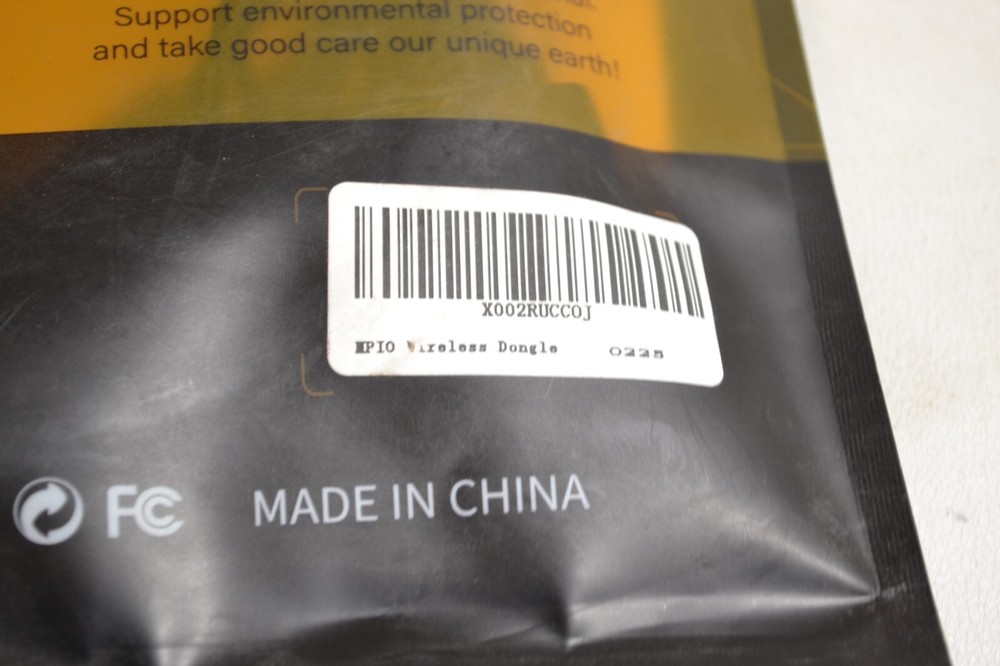 Support environmental protection
and take good care our unique earth!
X002RUCCOJ
Wireless Dongle 0225
FC
MADE IN CHINA